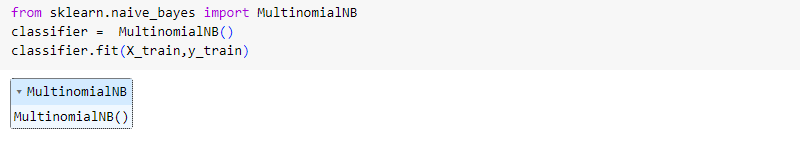 from sklearn.naive_bayes import MultinomialNB
classifier =  MultinomialNB()
classifier.fit(X_train,y_train)
▾ MultinomialNB
MultinomialNB()